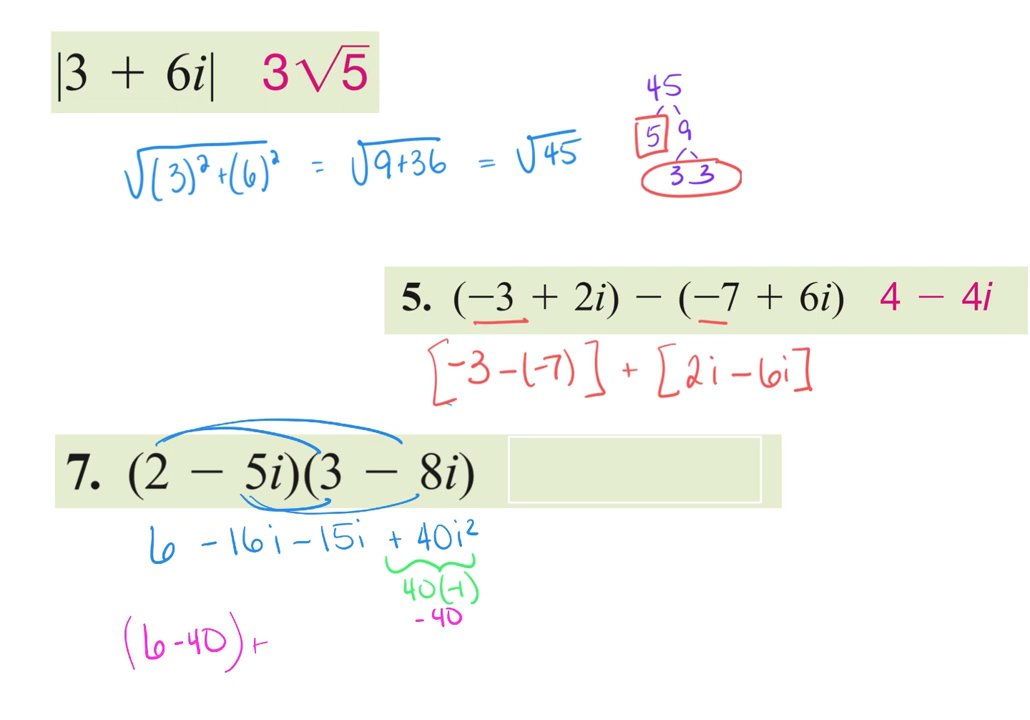 |3 + 6i| 3√5
√(3)² + (6)² = √9+36 = √45
45
5 9
3 3
5. (−3 + 2i) − (−7 + 6i) 4 − 4i
[-3-(-7)] + [2i-6i]
7. (2 − 5i)(3 − 8i)
6 -16i -15i + 40i²
40(-1)
-40
(6-40) +